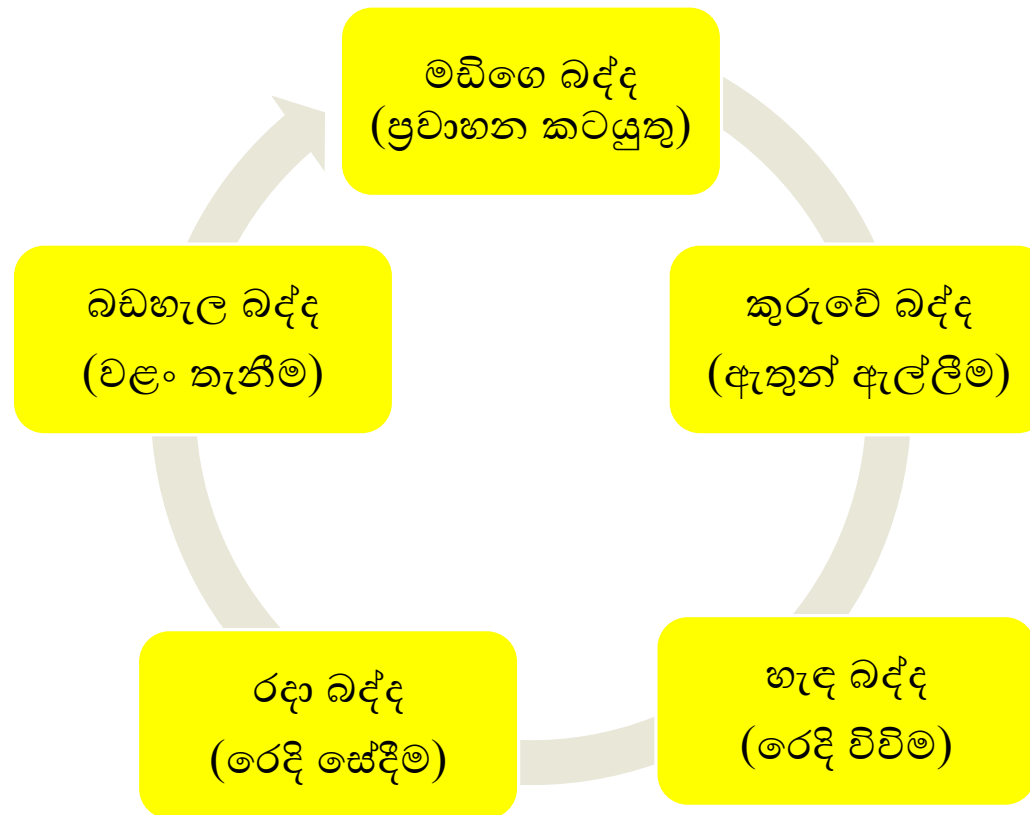 මඩිගෙ බද්ද
(ප්‍රවාහන කටයුතු)
කුරුවේ බද්ද
(ඇතුන් ඇල්ලීම)
හැඳ බද්ද
(රෙදි විවිම)
රදා බද්ද
(රෙදි සේදීම)
බඩහැල බද්ද
(වළං තැනීම)